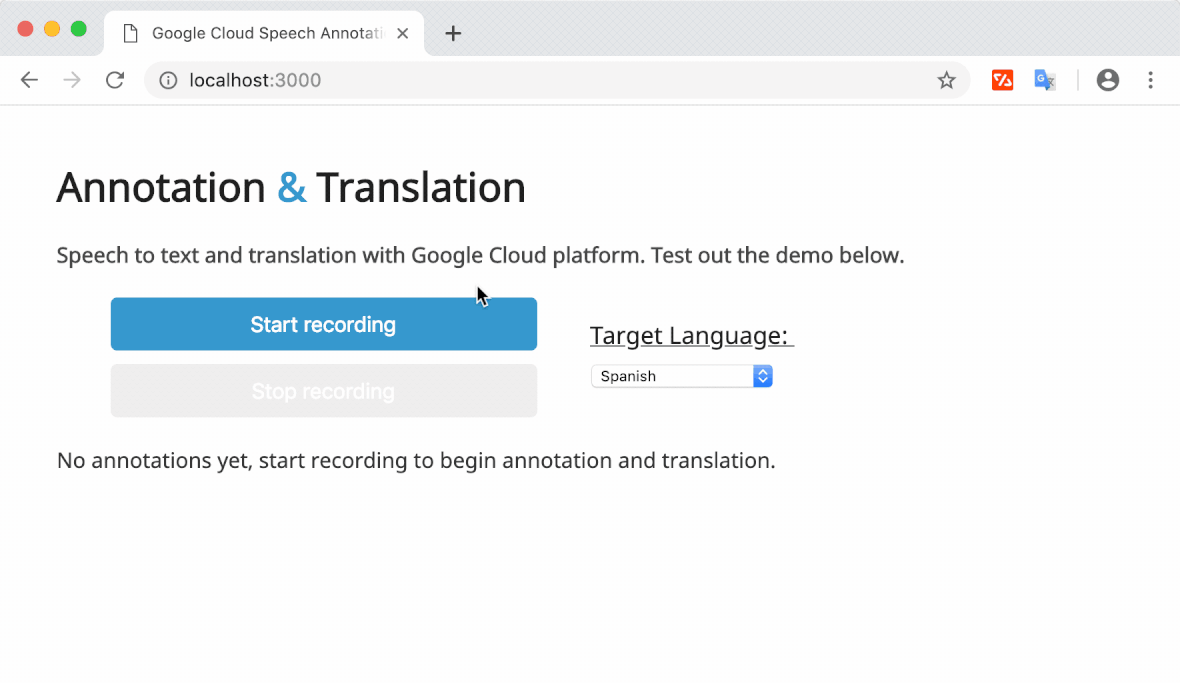 Google Cloud Speech Annotati
localhost:3000
Annotation & Translation
Speech to text and translation with Google Cloud platform. Test out the demo below.
Start recording
Target Language:
Spanish
Stop recording
No annotations yet, start recording to begin annotation and translation.